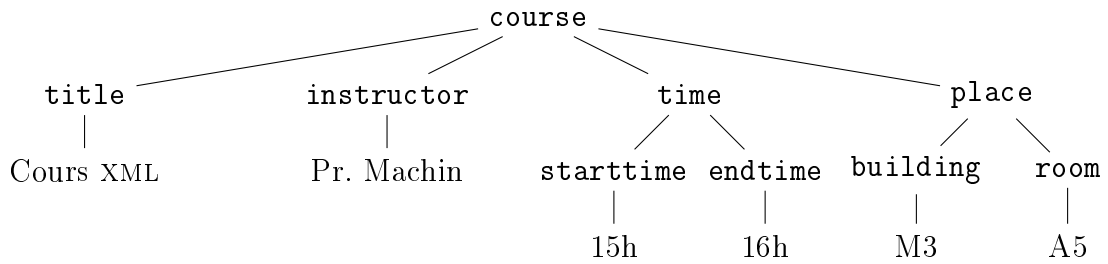 course
title instructor time place
Cours XML Pr. Machin starttime endtime building room
15h 16h M3 A5